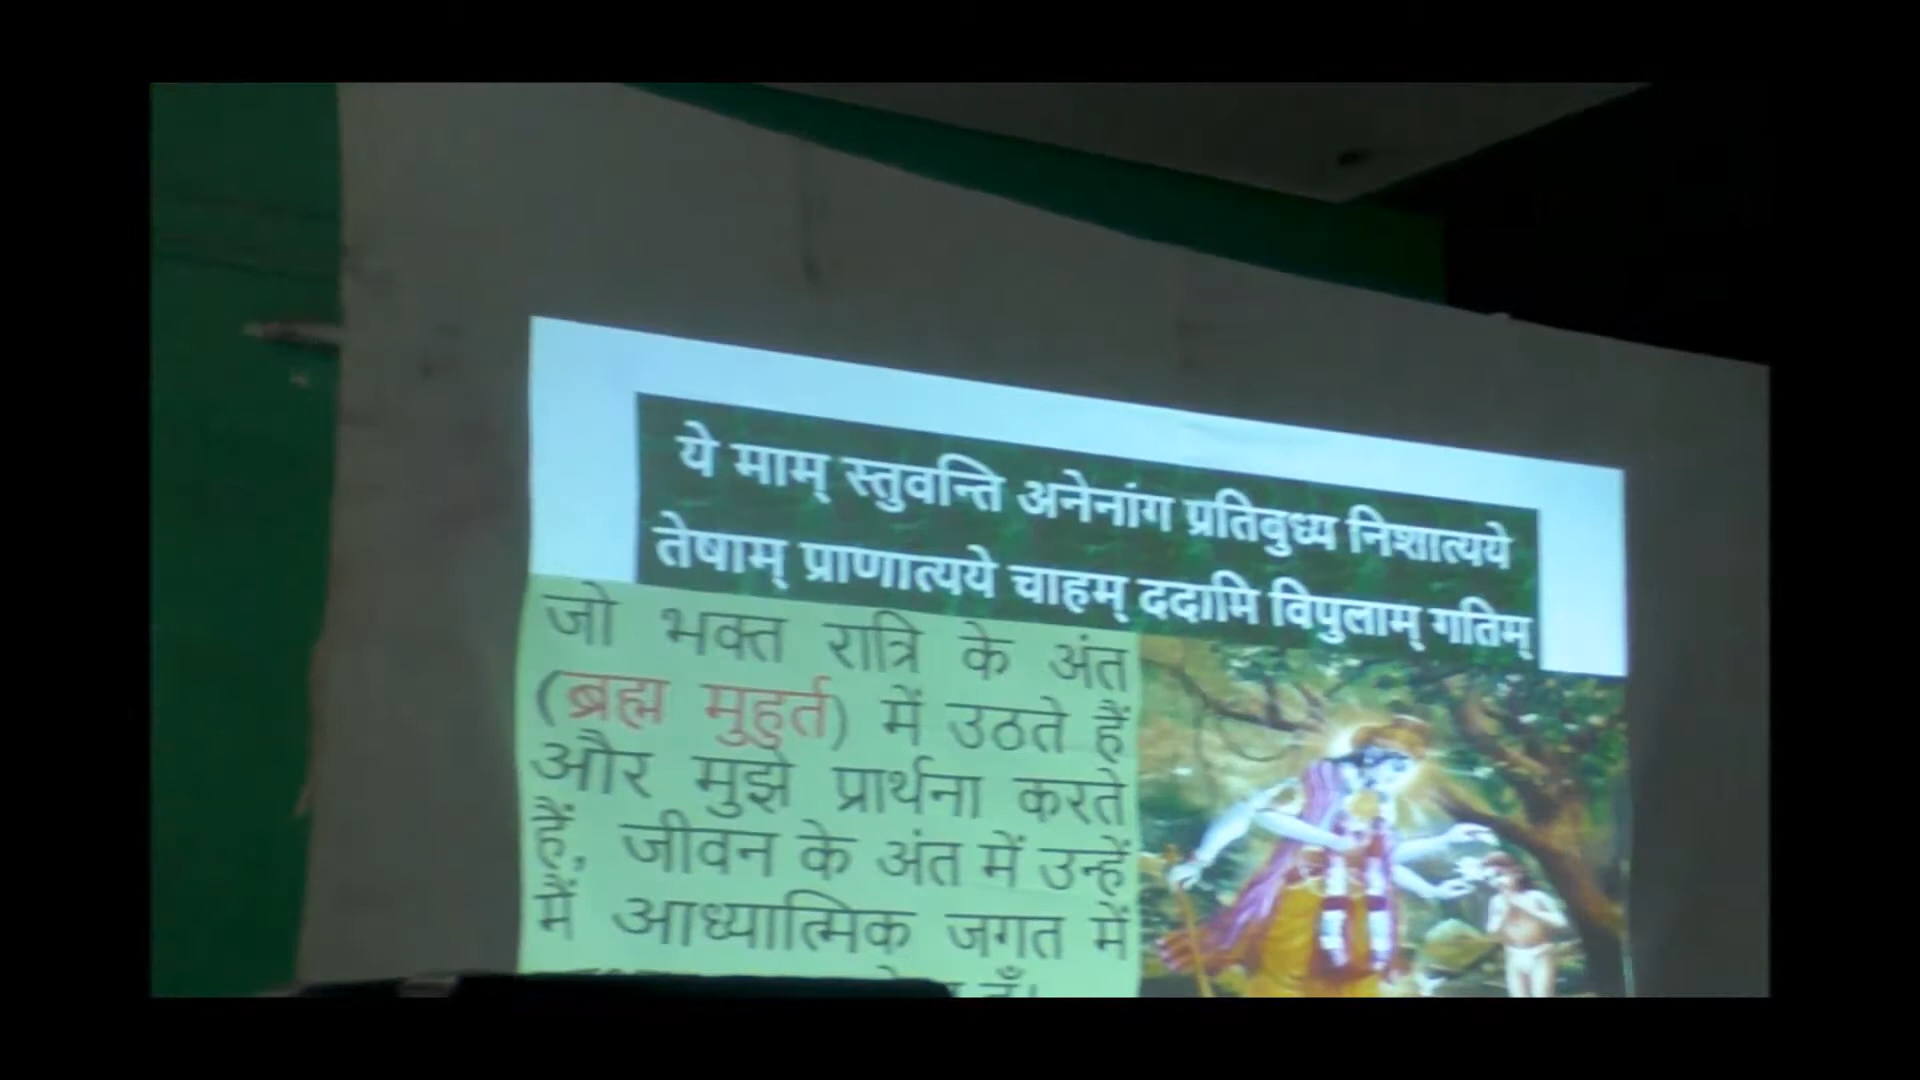 ये माम् स्तुवन्ति अनेनांग प्रतिबुध्य निशात्यये
तेषाम् प्राणात्यये चाहम् ददामि विपुलाम् गतिम्
जो भक्त रात्रि के अंत
(ब्रह्म मुहुर्त) में उठते हैं
और मुझे प्रार्थना करते
हैं, जीवन के अंत में उन्हें
मैं आध्यात्मिक जगत में